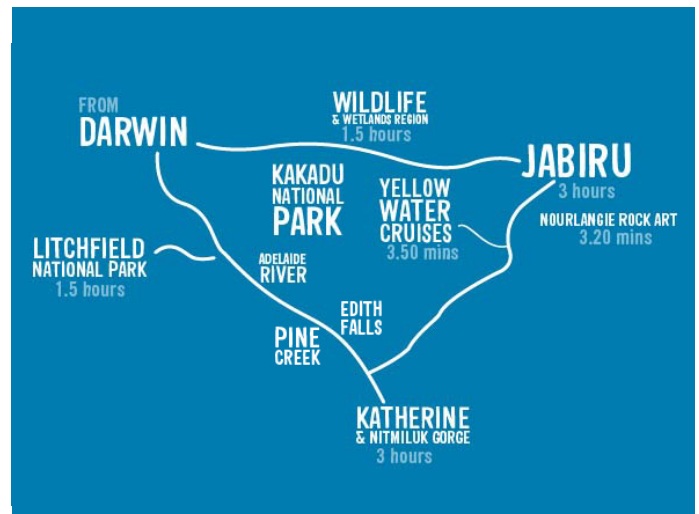 FROM
DARWIN
WILDLIFE
& WETLANDS REGION
1.5 hours
JABIRU
3 hours
KAKADU
NATIONAL
PARK
YELLOW
WATER
CRUISES
3.50 mins
NOURLANGIE ROCK ART
3.20 mins
LITCHFIELD
NATIONAL PARK
1.5 hours
ADELAIDE
RIVER
EDITH
FALLS
PINE
CREEK
KATHERINE
& NITMILUK GORGE
3 hours